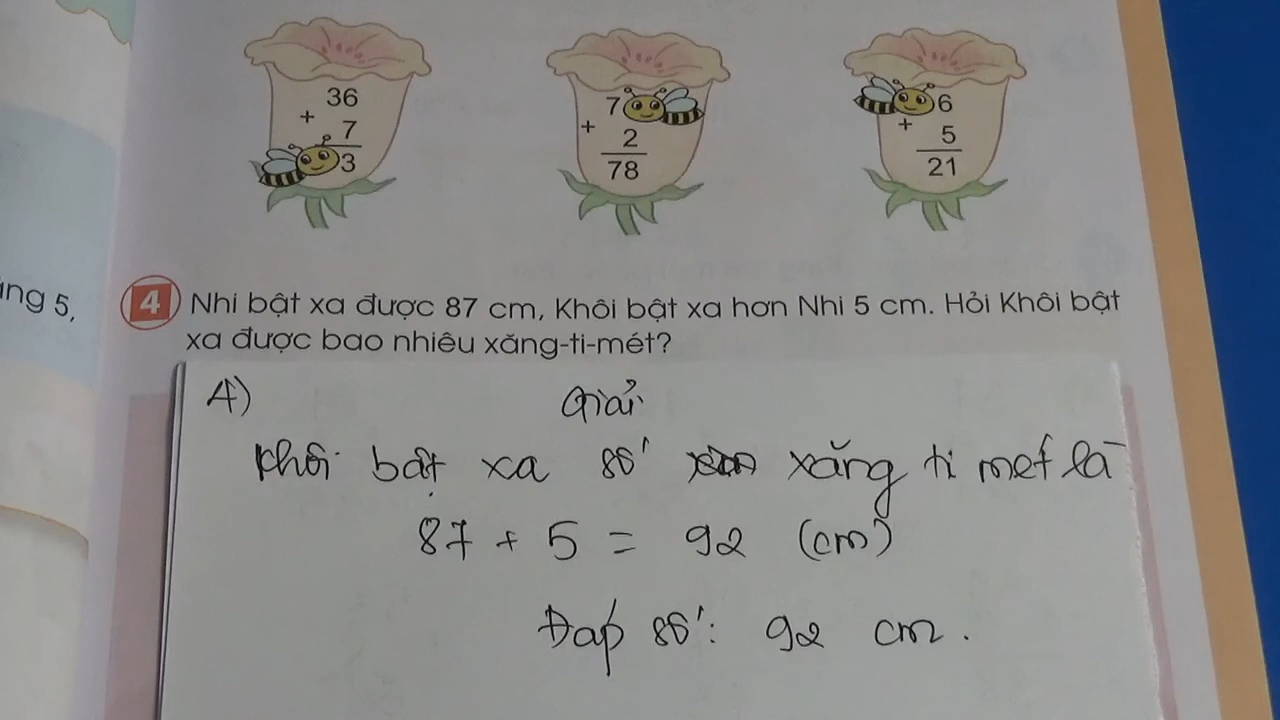 36
+
7
3
7
+
2
78
6
+
5
21
ng 5,
4 Nhi bật xa được 87 cm, Khôi bật xa hơn Nhi 5 cm. Hỏi Khôi bật
xa được bao nhiêu xăng-ti-mét?
4) Giải
Khôi bật xa số xăng ti met là
87 + 5 = 92 (cm)
Đáp số: 92 cm.